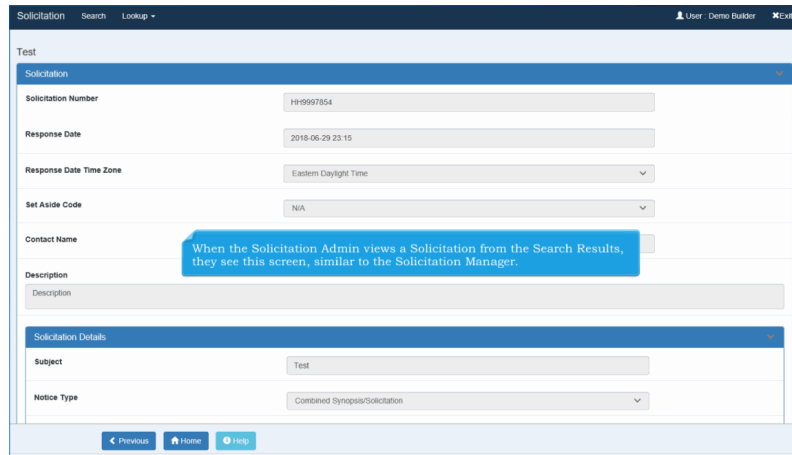 Solicitation Search Lookup User : Demo Builder Exit
Test
Solicitation
Solicitation Number HH9997854
Response Date 2018-06-29 23:15
Response Date Time Zone Eastern Daylight Time
Set Aside Code N/A
Contact Name
When the Solicitation Admin views a Solicitation from the Search Results,
they see this screen, similar to the Solicitation Manager.
Description
Description
Solicitation Details
Subject Test
Notice Type Combined Synopsis/Solicitation
Previous Home Help